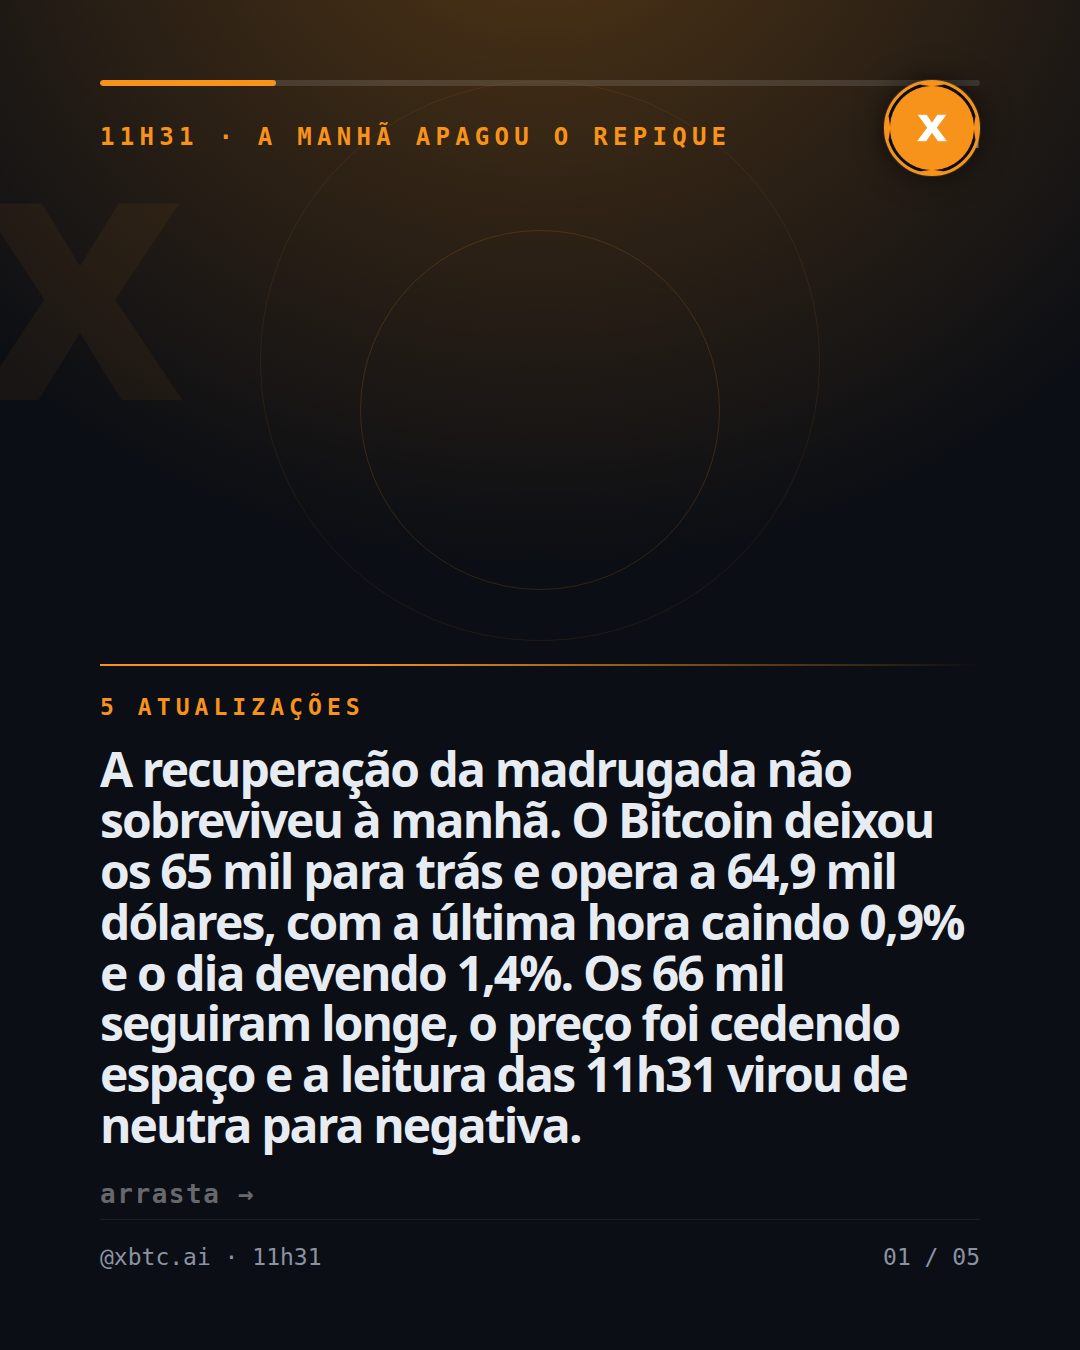 11H31 · A MANHÃ APAGOU O REPIQUE
X
X
5 ATUALIZAÇÕES
A recuperação da madrugada não
sobreviveu à manhã. O Bitcoin deixou
os 65 mil para trás e opera a 64,9 mil
dólares, com a última hora caindo 0,9%
e o dia devendo 1,4%. Os 66 mil
seguiram longe, o preço foi cedendo
espaço e a leitura das 11h31 virou de
neutra para negativa.
arrasta →
@xbtc.ai · 11h31
01 / 05